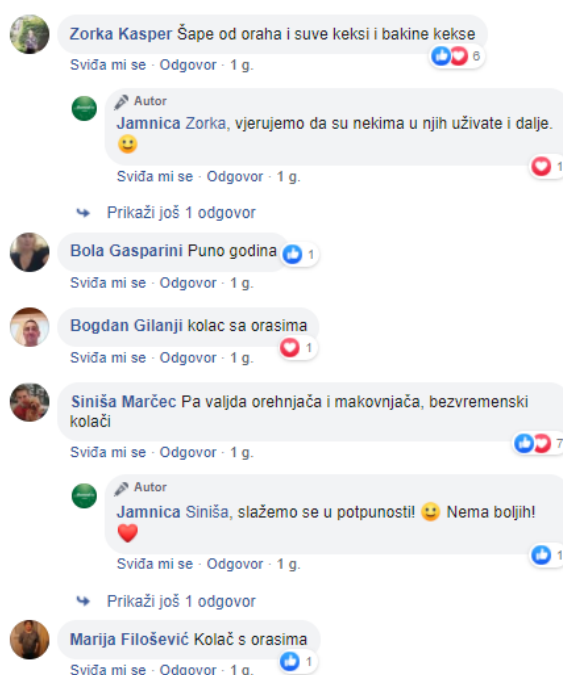 Zorka Kasper Šape od oraha i suve keksi i bakine kekse
6
Sviđa mi se · Odgovor · 1 g.
Autor
Jamnica Zorka, vjerujemo da su nekima u njih uživate i dalje.
1
Sviđa mi se · Odgovor · 1 g.
Prikaži još 1 odgovor
Bola Gasparini Puno godina
1
Sviđa mi se · Odgovor · 1 g.
Bogdan Gilanji kolac sa orasima
1
Sviđa mi se · Odgovor · 1 g.
Siniša Marčec Pa valjda orehnjača i makovnjača, bezvremenski
kolači
7
Sviđa mi se · Odgovor · 1 g.
Autor
Jamnica Siniša, slažemo se u potpunosti! 😃 Nema boljih!
1
Sviđa mi se · Odgovor · 1 g.
Prikaži još 1 odgovor
Marija Filošević Kolač s orasima
1
Sviđa mi se · Odgovor · 1 g.